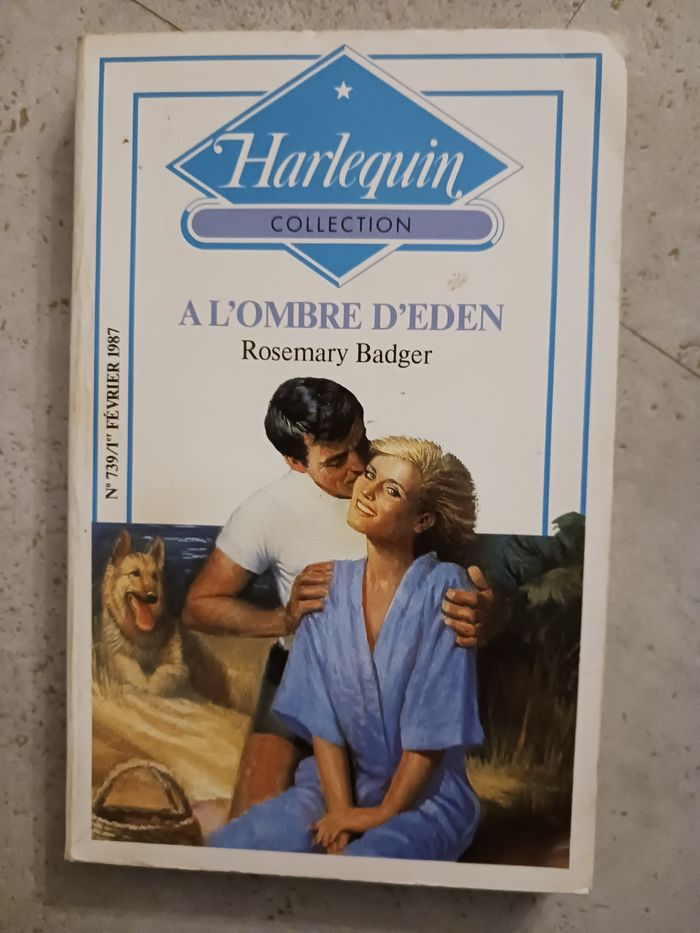 Harlequin
COLLECTION
A L'OMBRE D'EDEN
Rosemary Badger
N° 739/1er FÉVRIER 1987